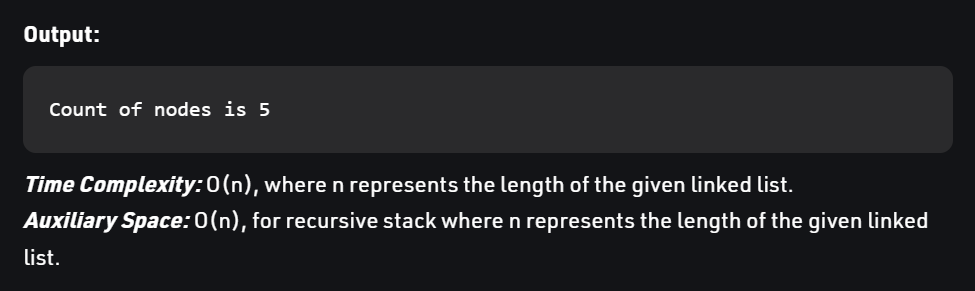 Output:
Count of nodes is 5
Time Complexity: O(n), where n represents the length of the given linked list.
Auxiliary Space: O(n), for recursive stack where n represents the length of the given linked
list.